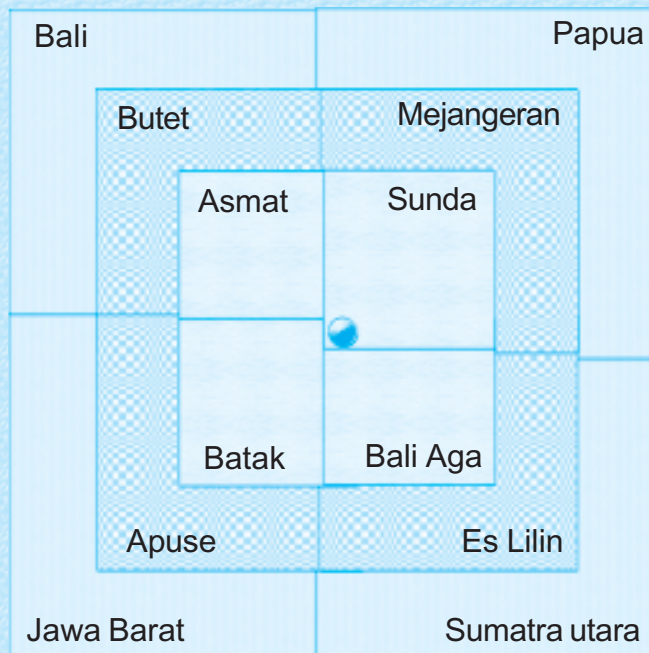 Bali Papua
Butet Mejangeran
Asmat Sunda
Batak Bali Aga
Apuse Es Lilin
Jawa Barat Sumatra utara